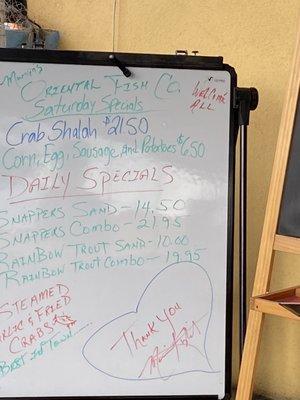 Oriental Fish Co.
Saturday Specials
Welcome
All
Crab Shalah $21.50
Corn, Egg, Sausage, And Potatoes $6.50
Daily Specials
Snappers Sand - 14.50
Snappers Combo - 21.95
Rainbow Trout Sand - 10.00
Rainbow Trout Combo - 19.95
Steamed
Garlic & Fried
Crabs
Best in Town
Thank You